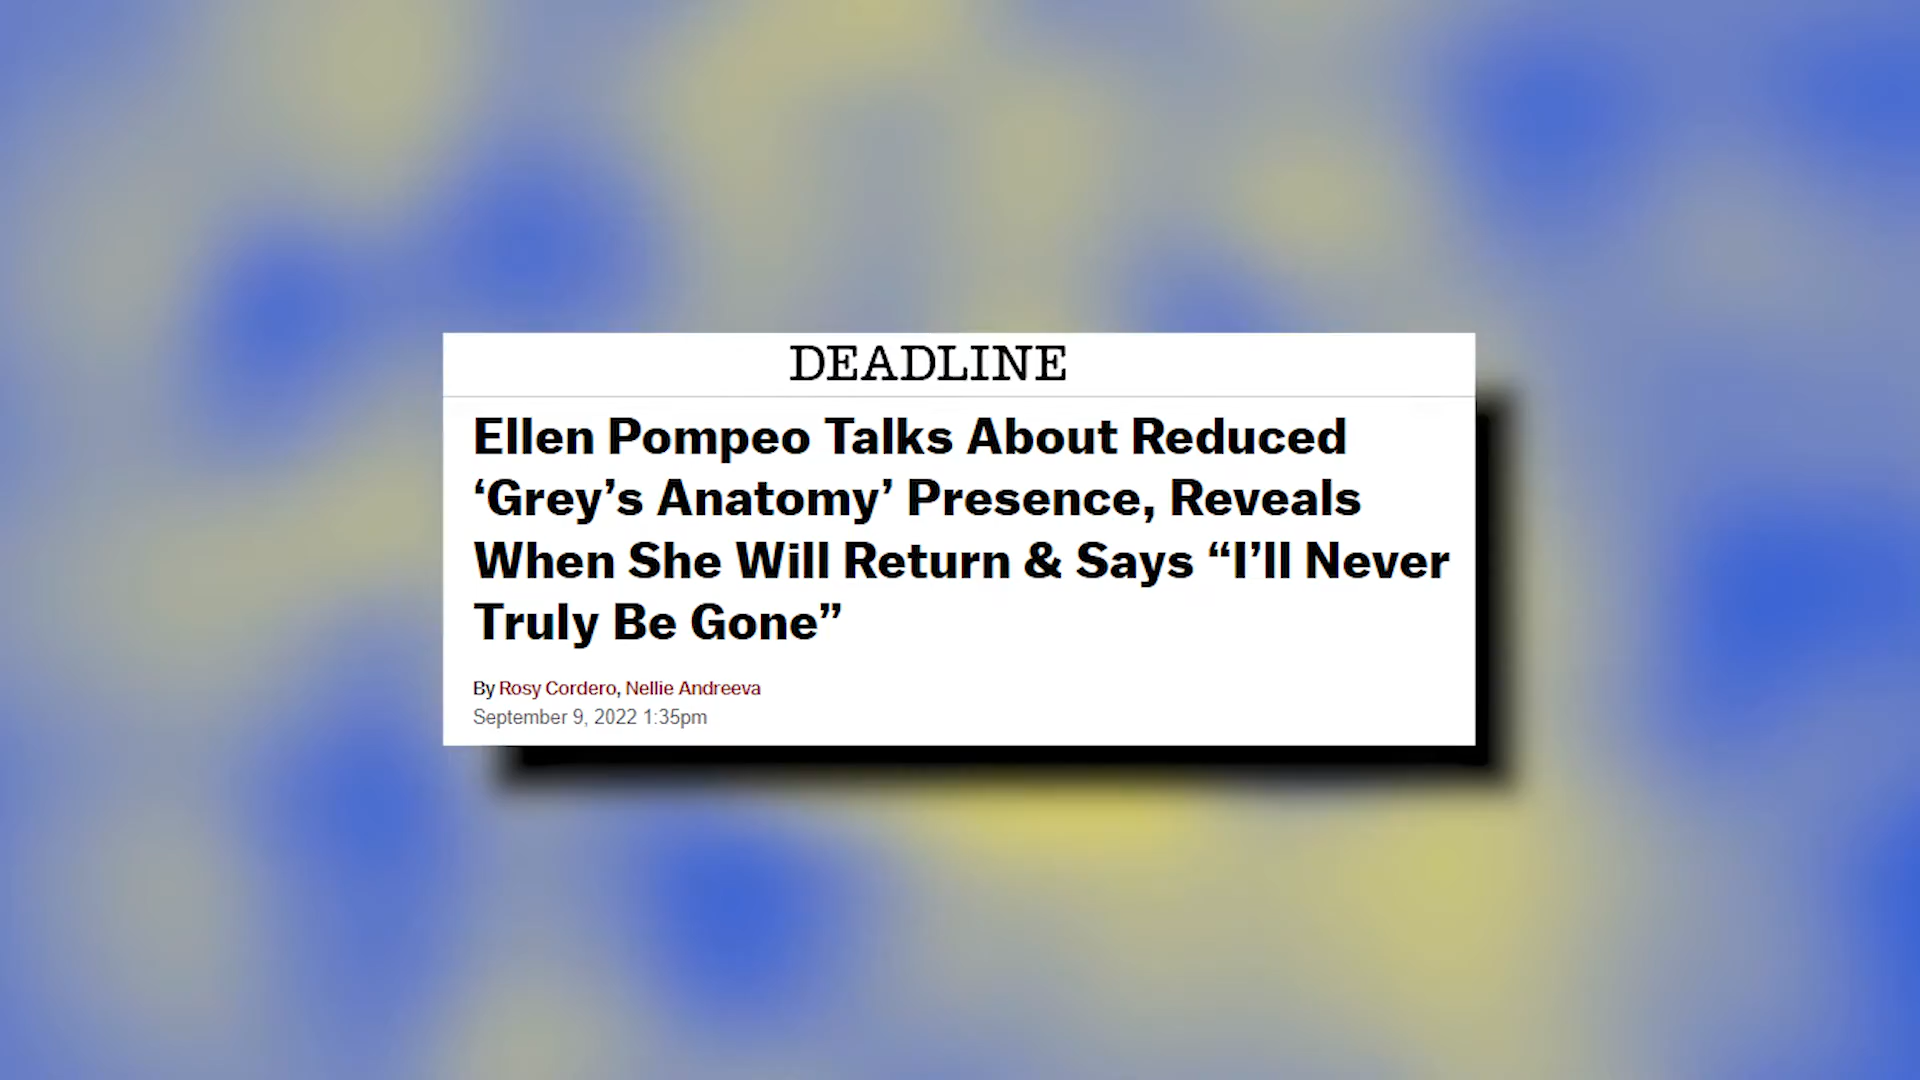 DEADLINE
Ellen Pompeo Talks About Reduced
‘Grey’s Anatomy’ Presence, Reveals
When She Will Return & Says “I’ll Never
Truly Be Gone”
By Rosy Cordero, Nellie Andreeva
September 9, 2022 1:35pm